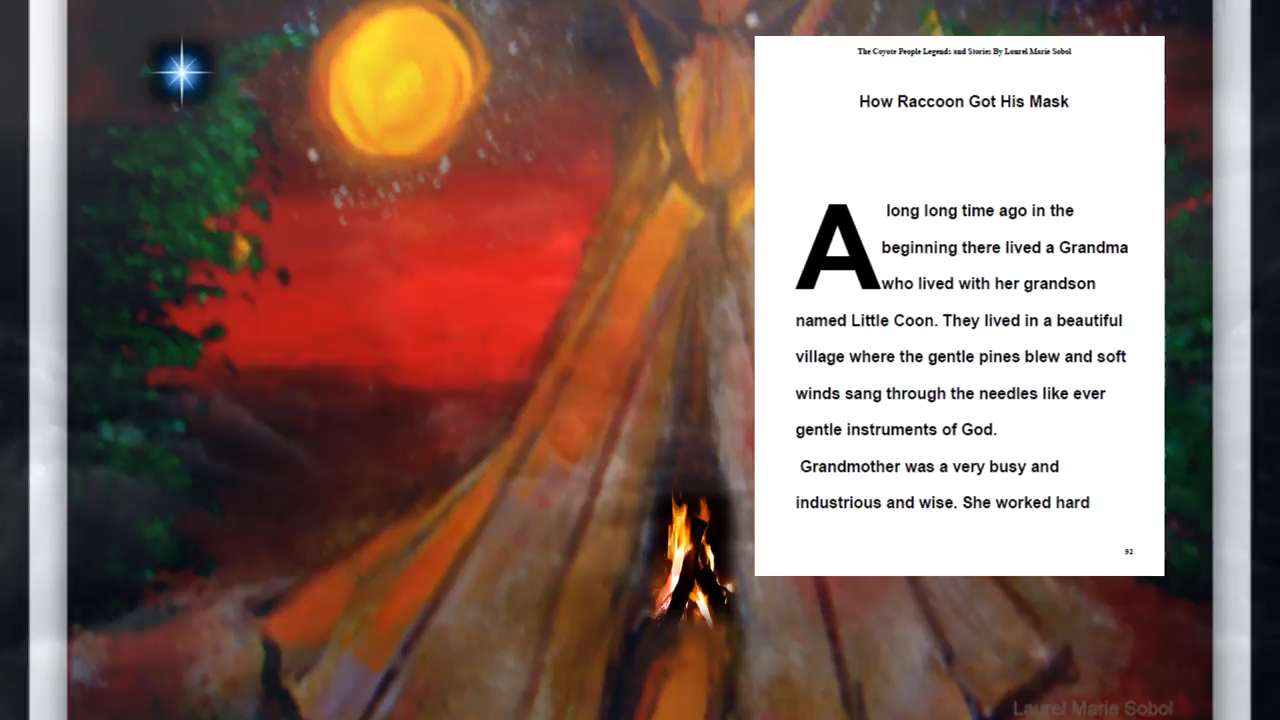 The Coyote People Legends and Stories By Laurel Marie Sobol
How Raccoon Got His Mask
A long long time ago in the
beginning there lived a Grandma
who lived with her grandson
named Little Coon. They lived in a beautiful
village where the gentle pines blew and soft
winds sang through the needles like ever
gentle instruments of God.
Grandmother was a very busy and
industrious and wise. She worked hard
92
Laurel Marie Sobol